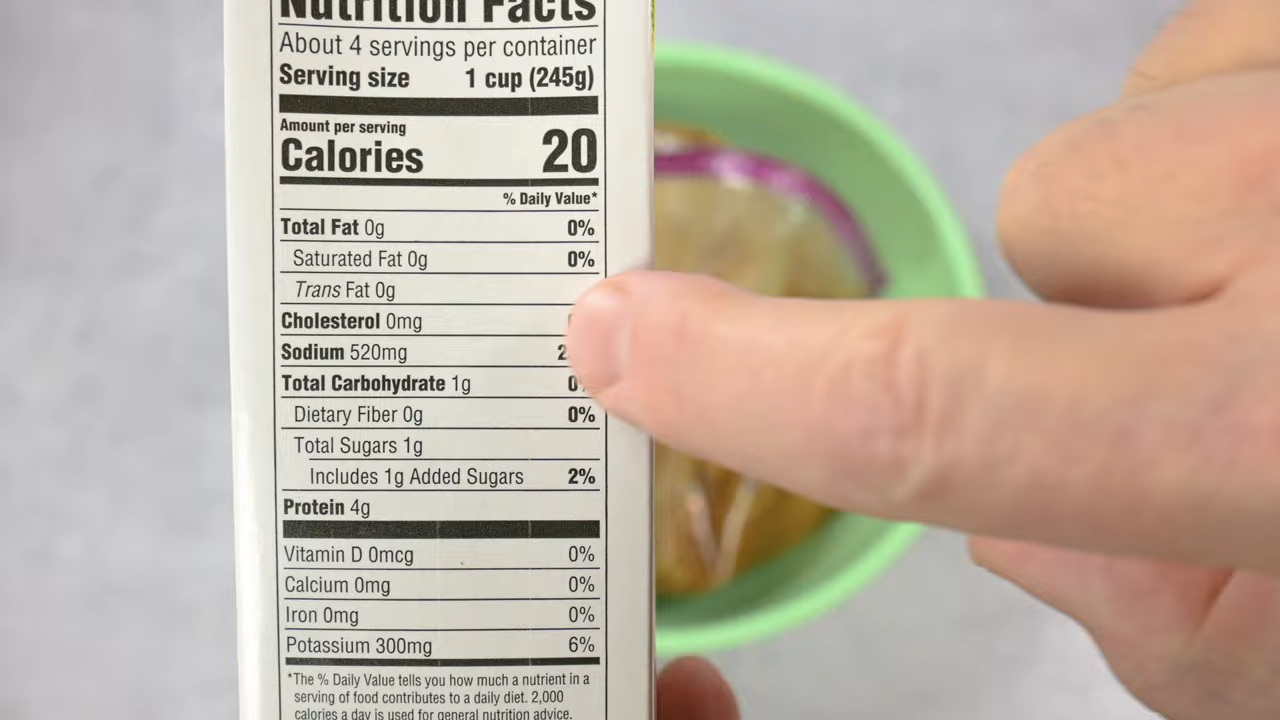 Nutrition Facts
About 4 servings per container
Serving size 1 cup (245g)
Amount per serving
Calories 20
% Daily Value*
Total Fat 0g 0%
Saturated Fat 0g 0%
Trans Fat 0g
Cholesterol 0mg
Sodium 520mg
Total Carbohydrate 1g 0%
Dietary Fiber 0g 0%
Total Sugars 1g
Includes 1g Added Sugars 2%
Protein 4g
Vitamin D 0mcg 0%
Calcium 0mg 0%
Iron 0mg 0%
Potassium 300mg 6%
*The % Daily Value tells you how much a nutrient in a
serving of food contributes to a daily diet. 2,000
calories a day is used for general nutrition advice.